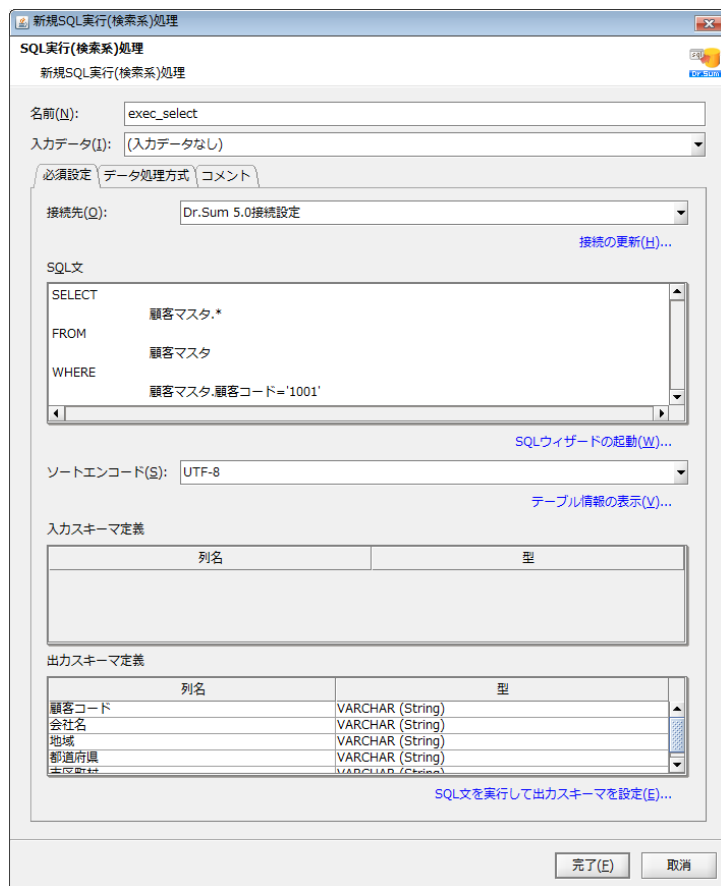 新規SQL実行(検索系)処理
SQL実行(検索系)処理
新規SQL実行(検索系)処理
Dr.Sum
名前(N): exec_select
入力データ(I): (入力データなし)
必須設定 データ処理方式 コメント
接続先(O): Dr.Sum 5.0接続設定
接続の更新(H)...
SQL文
SELECT
顧客マスタ.*
FROM
顧客マスタ
WHERE
顧客マスタ.顧客コード='1001'
SQLウィザードの起動(W)...
ソートエンコード(S): UTF-8
テーブル情報の表示(V)...
入力スキーマ定義
列名 型
出力スキーマ定義
列名 型
顧客コード VARCHAR (String)
会社名 VARCHAR (String)
地域 VARCHAR (String)
都道府県 VARCHAR (String)
市区町村 VARCHAR (String)
SQL文を実行して出力スキーマを設定(E)...
完了(F) 取消